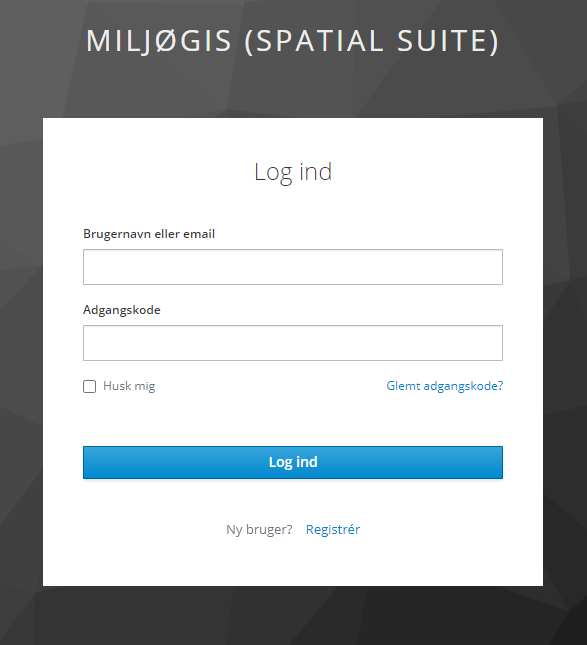 MILJØGIS (SPATIAL SUITE)
Log ind
Brugernavn eller email
Adgangskode
Husk mig Glemt adgangskode?
Log ind
Ny bruger? Registrér